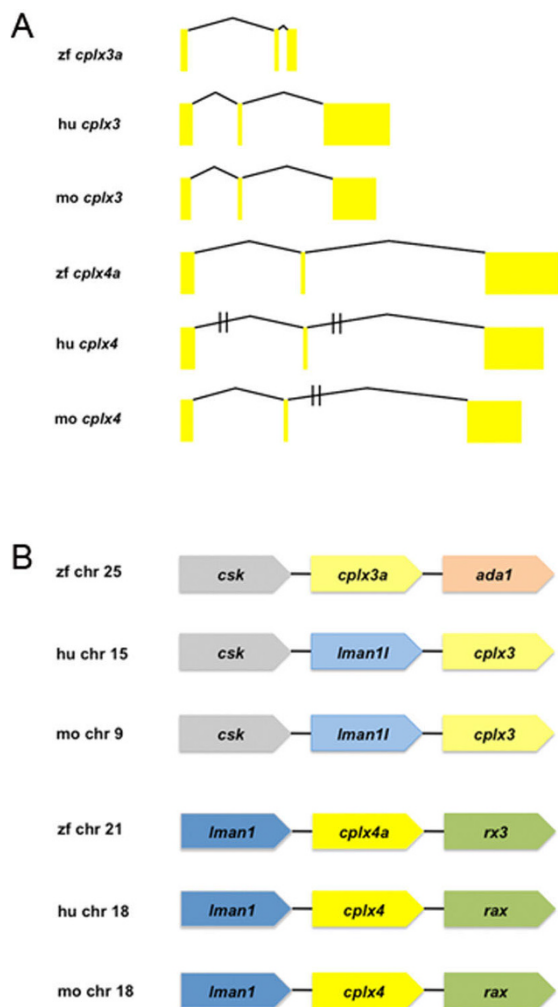 A
zf cplx3a
hu cplx3
mo cplx3
zf cplx4a
hu cplx4
mo cplx4
B
zf chr 25 csk cplx3a ada1
hu chr 15 csk lman1l cplx3
mo chr 9 csk lman1l cplx3
zf chr 21 lman1 cplx4a rx3
hu chr 18 lman1 cplx4 rax
mo chr 18 lman1 cplx4 rax